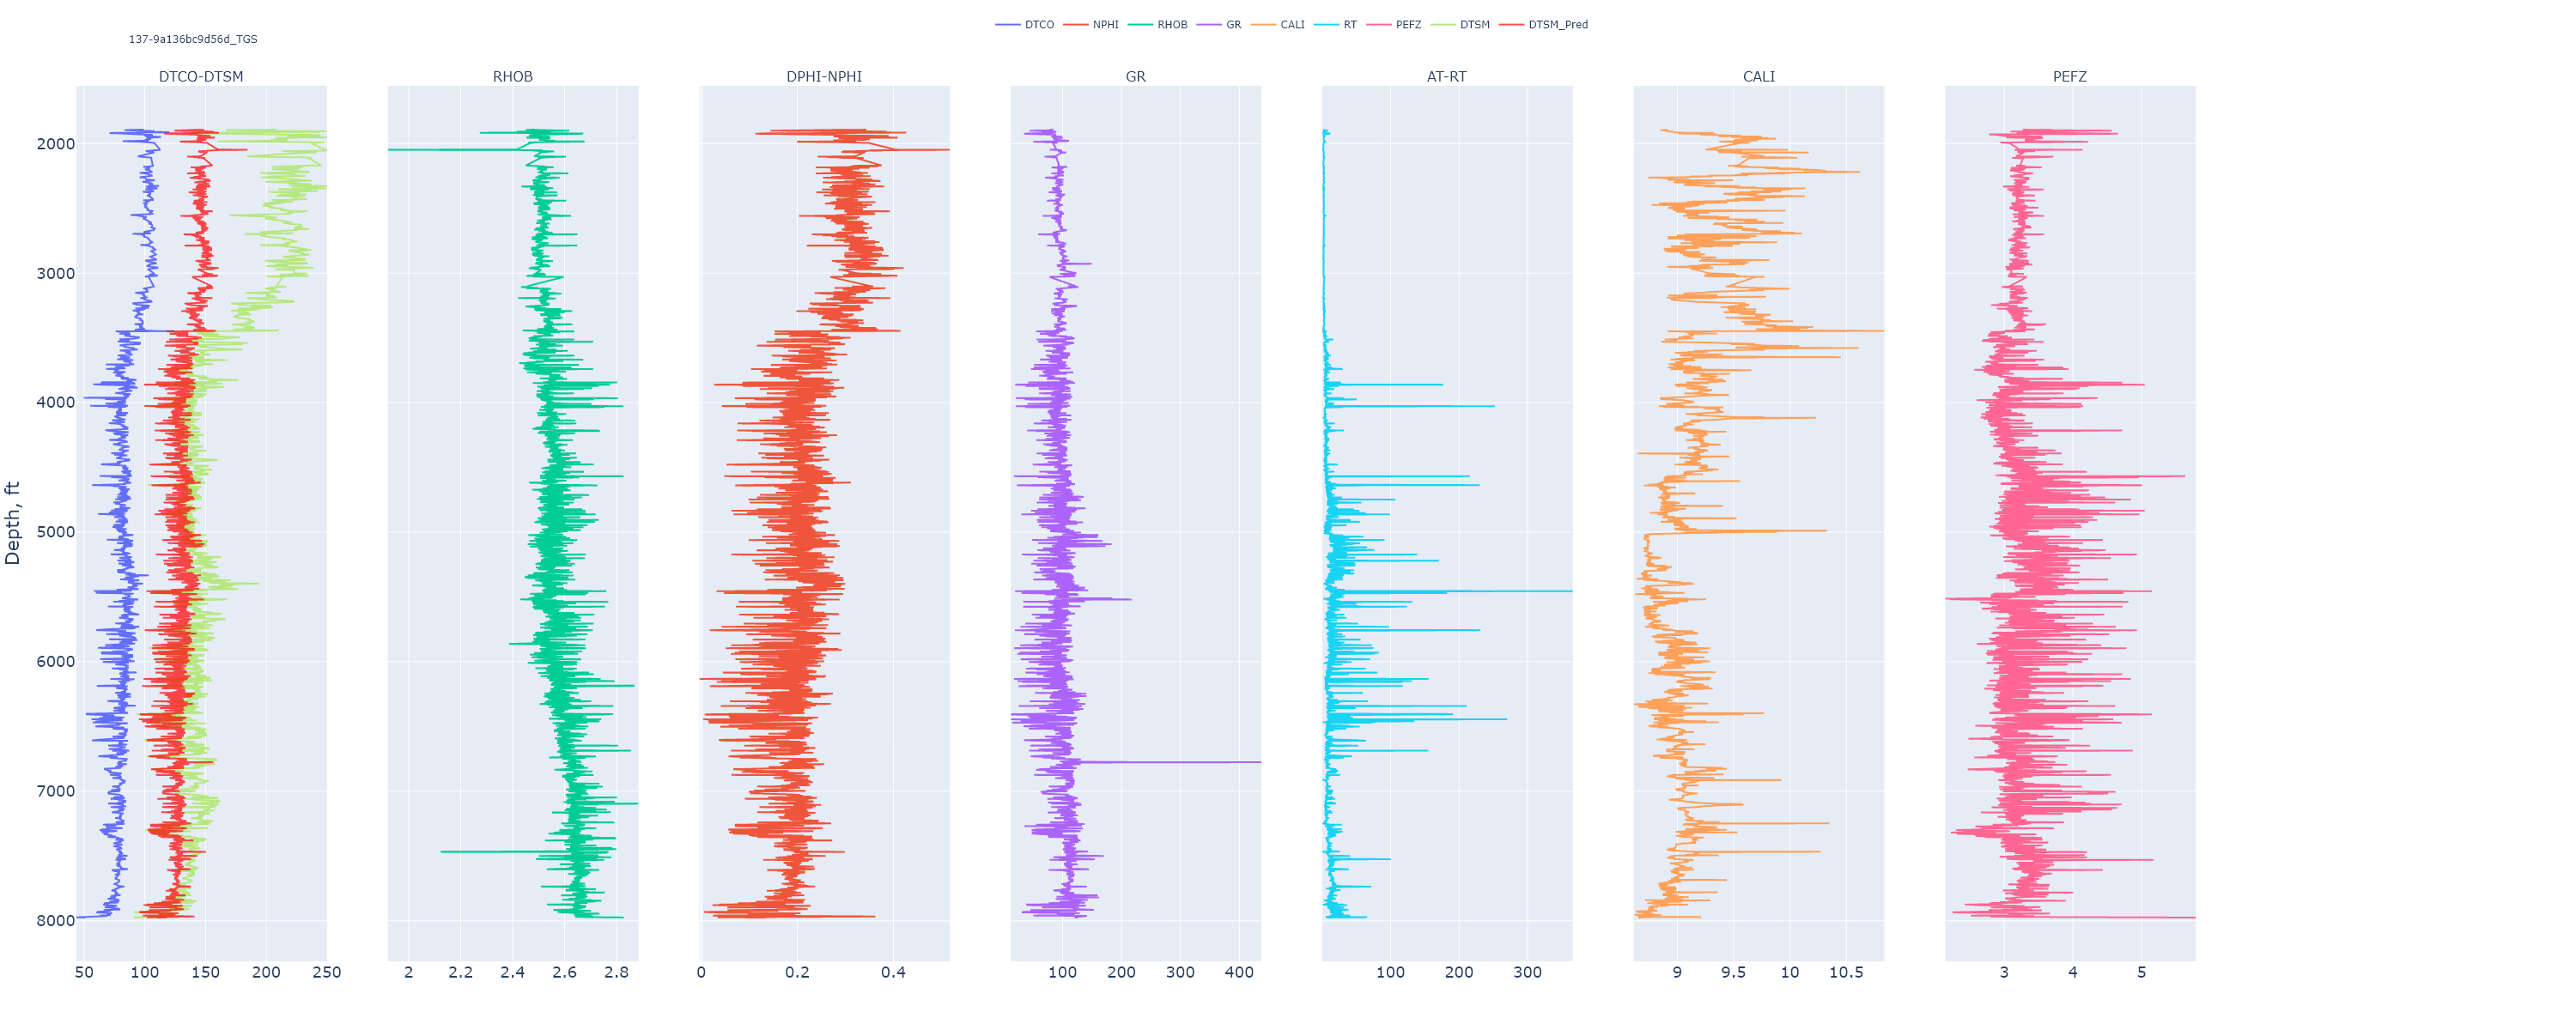 DTCO NPHI RHOB GR CALI RT PEFZ DTSM DTSM_Pred
137-9a136bc9d56d_TGS
DTCO-DTSM RHOB DPHI-NPHI GR AT-RT CALI PEFZ
2000
3000
4000
5000
6000
7000
8000
Depth, ft
50 100 150 200 250 2 2.2 2.4 2.6 2.8 0 0.2 0.4 100 200 300 400 100 200 300 9 9.5 10 10.5 3 4 5